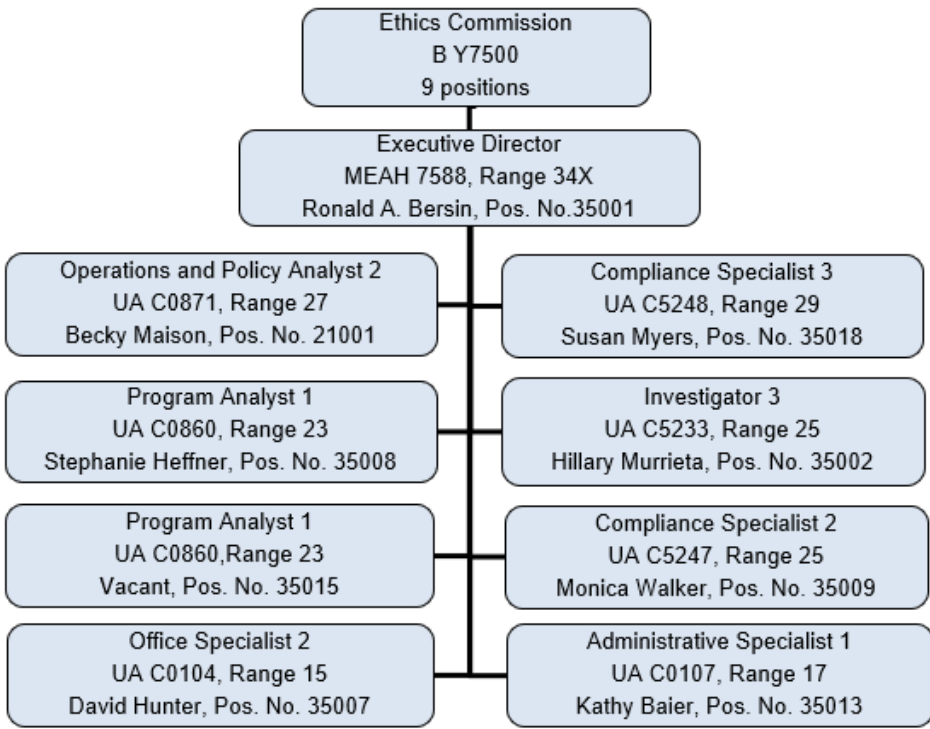 Ethics Commission
B Y7500
9 positions
Executive Director
MEAH 7588, Range 34X
Ronald A. Bersin, Pos. No.35001
Operations and Policy Analyst 2
UA C0871, Range 27
Becky Maison, Pos. No. 21001
Compliance Specialist 3
UA C5248, Range 29
Susan Myers, Pos. No. 35018
Program Analyst 1
UA C0860, Range 23
Stephanie Heffner, Pos. No. 35008
Investigator 3
UA C5233, Range 25
Hillary Murrieta, Pos. No. 35002
Program Analyst 1
UA C0860,Range 23
Vacant, Pos. No. 35015
Compliance Specialist 2
UA C5247, Range 25
Monica Walker, Pos. No. 35009
Office Specialist 2
UA C0104, Range 15
David Hunter, Pos. No. 35007
Administrative Specialist 1
UA C0107, Range 17
Kathy Baier, Pos. No. 35013